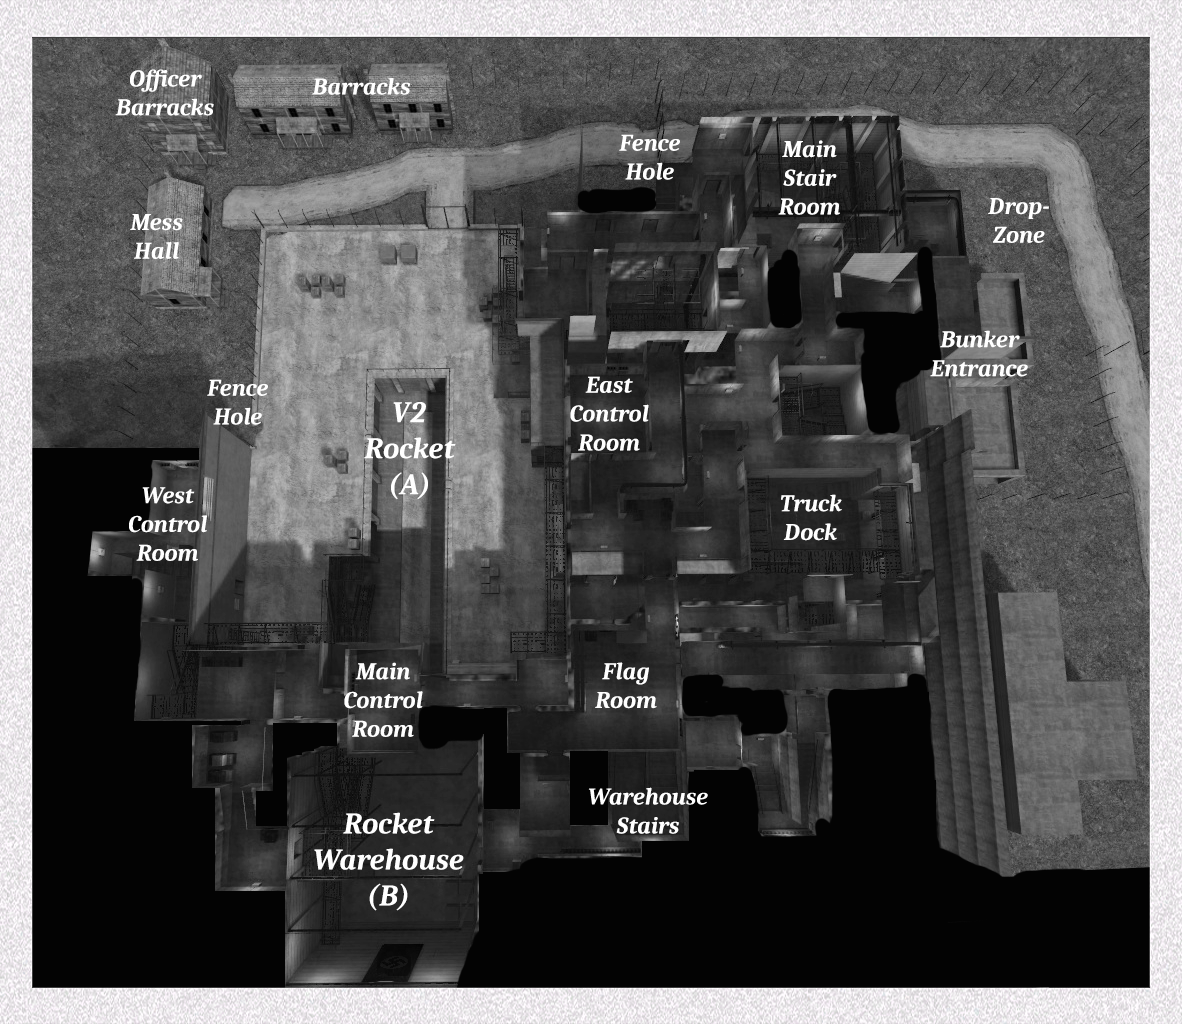 Officer
Barracks
Barracks
Fence
Hole
Main
Stair
Room
Drop-
Zone
Mess
Hall
Bunker
Entrance
Fence
Hole
V2
Rocket
(A)
East
Control
Room
West
Control
Room
Truck
Dock
Main
Control
Room
Flag
Room
Warehouse
Stairs
Rocket
Warehouse
(B)